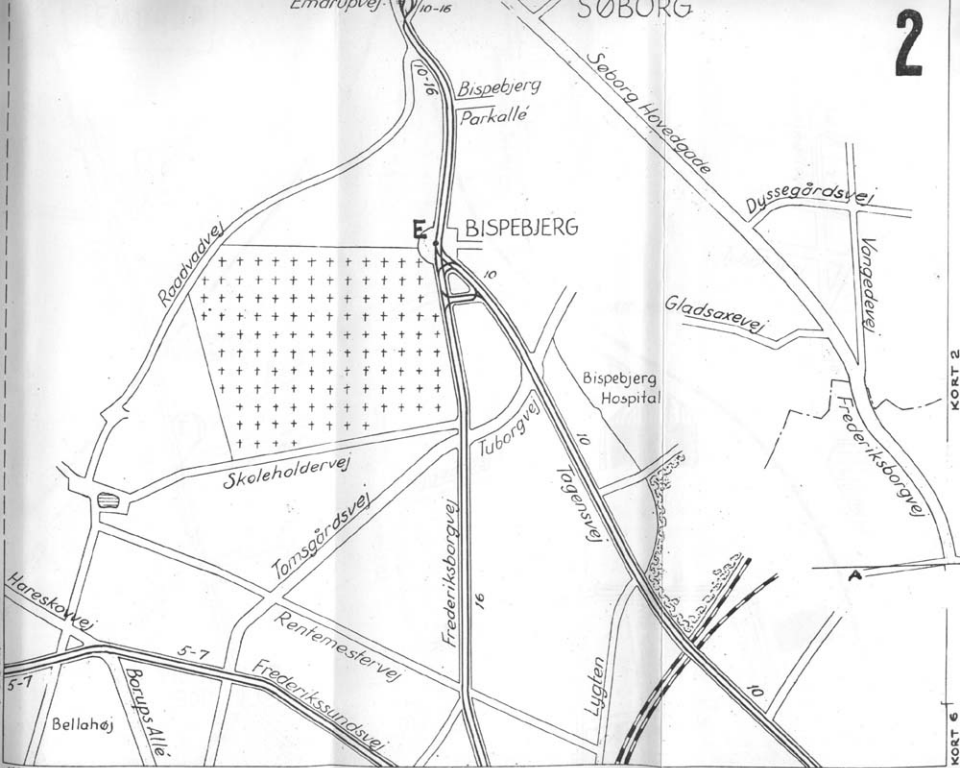 Emdrupvej
10-16
SØBORG
2
10-16
Bispebjerg
Parkallé
Søborg Hovedgade
Dyssegårdsvej
E BISPEBJERG
Raadvadvej
10
Vangedevej
Gladsaxevej
Bispebjerg
Hospital
KORT 2
Frederiksborgvej
Tuborgvej
10
Skoleholdervej
Tagensvej
Tomsgårdsvej
Frederiksborgvej
A
Hareskovvej
16
Rentemestervej
5-7
5-7
Frederikssundsvej
Borups Allé
Lygten
10
Bellahøj
KORT 6